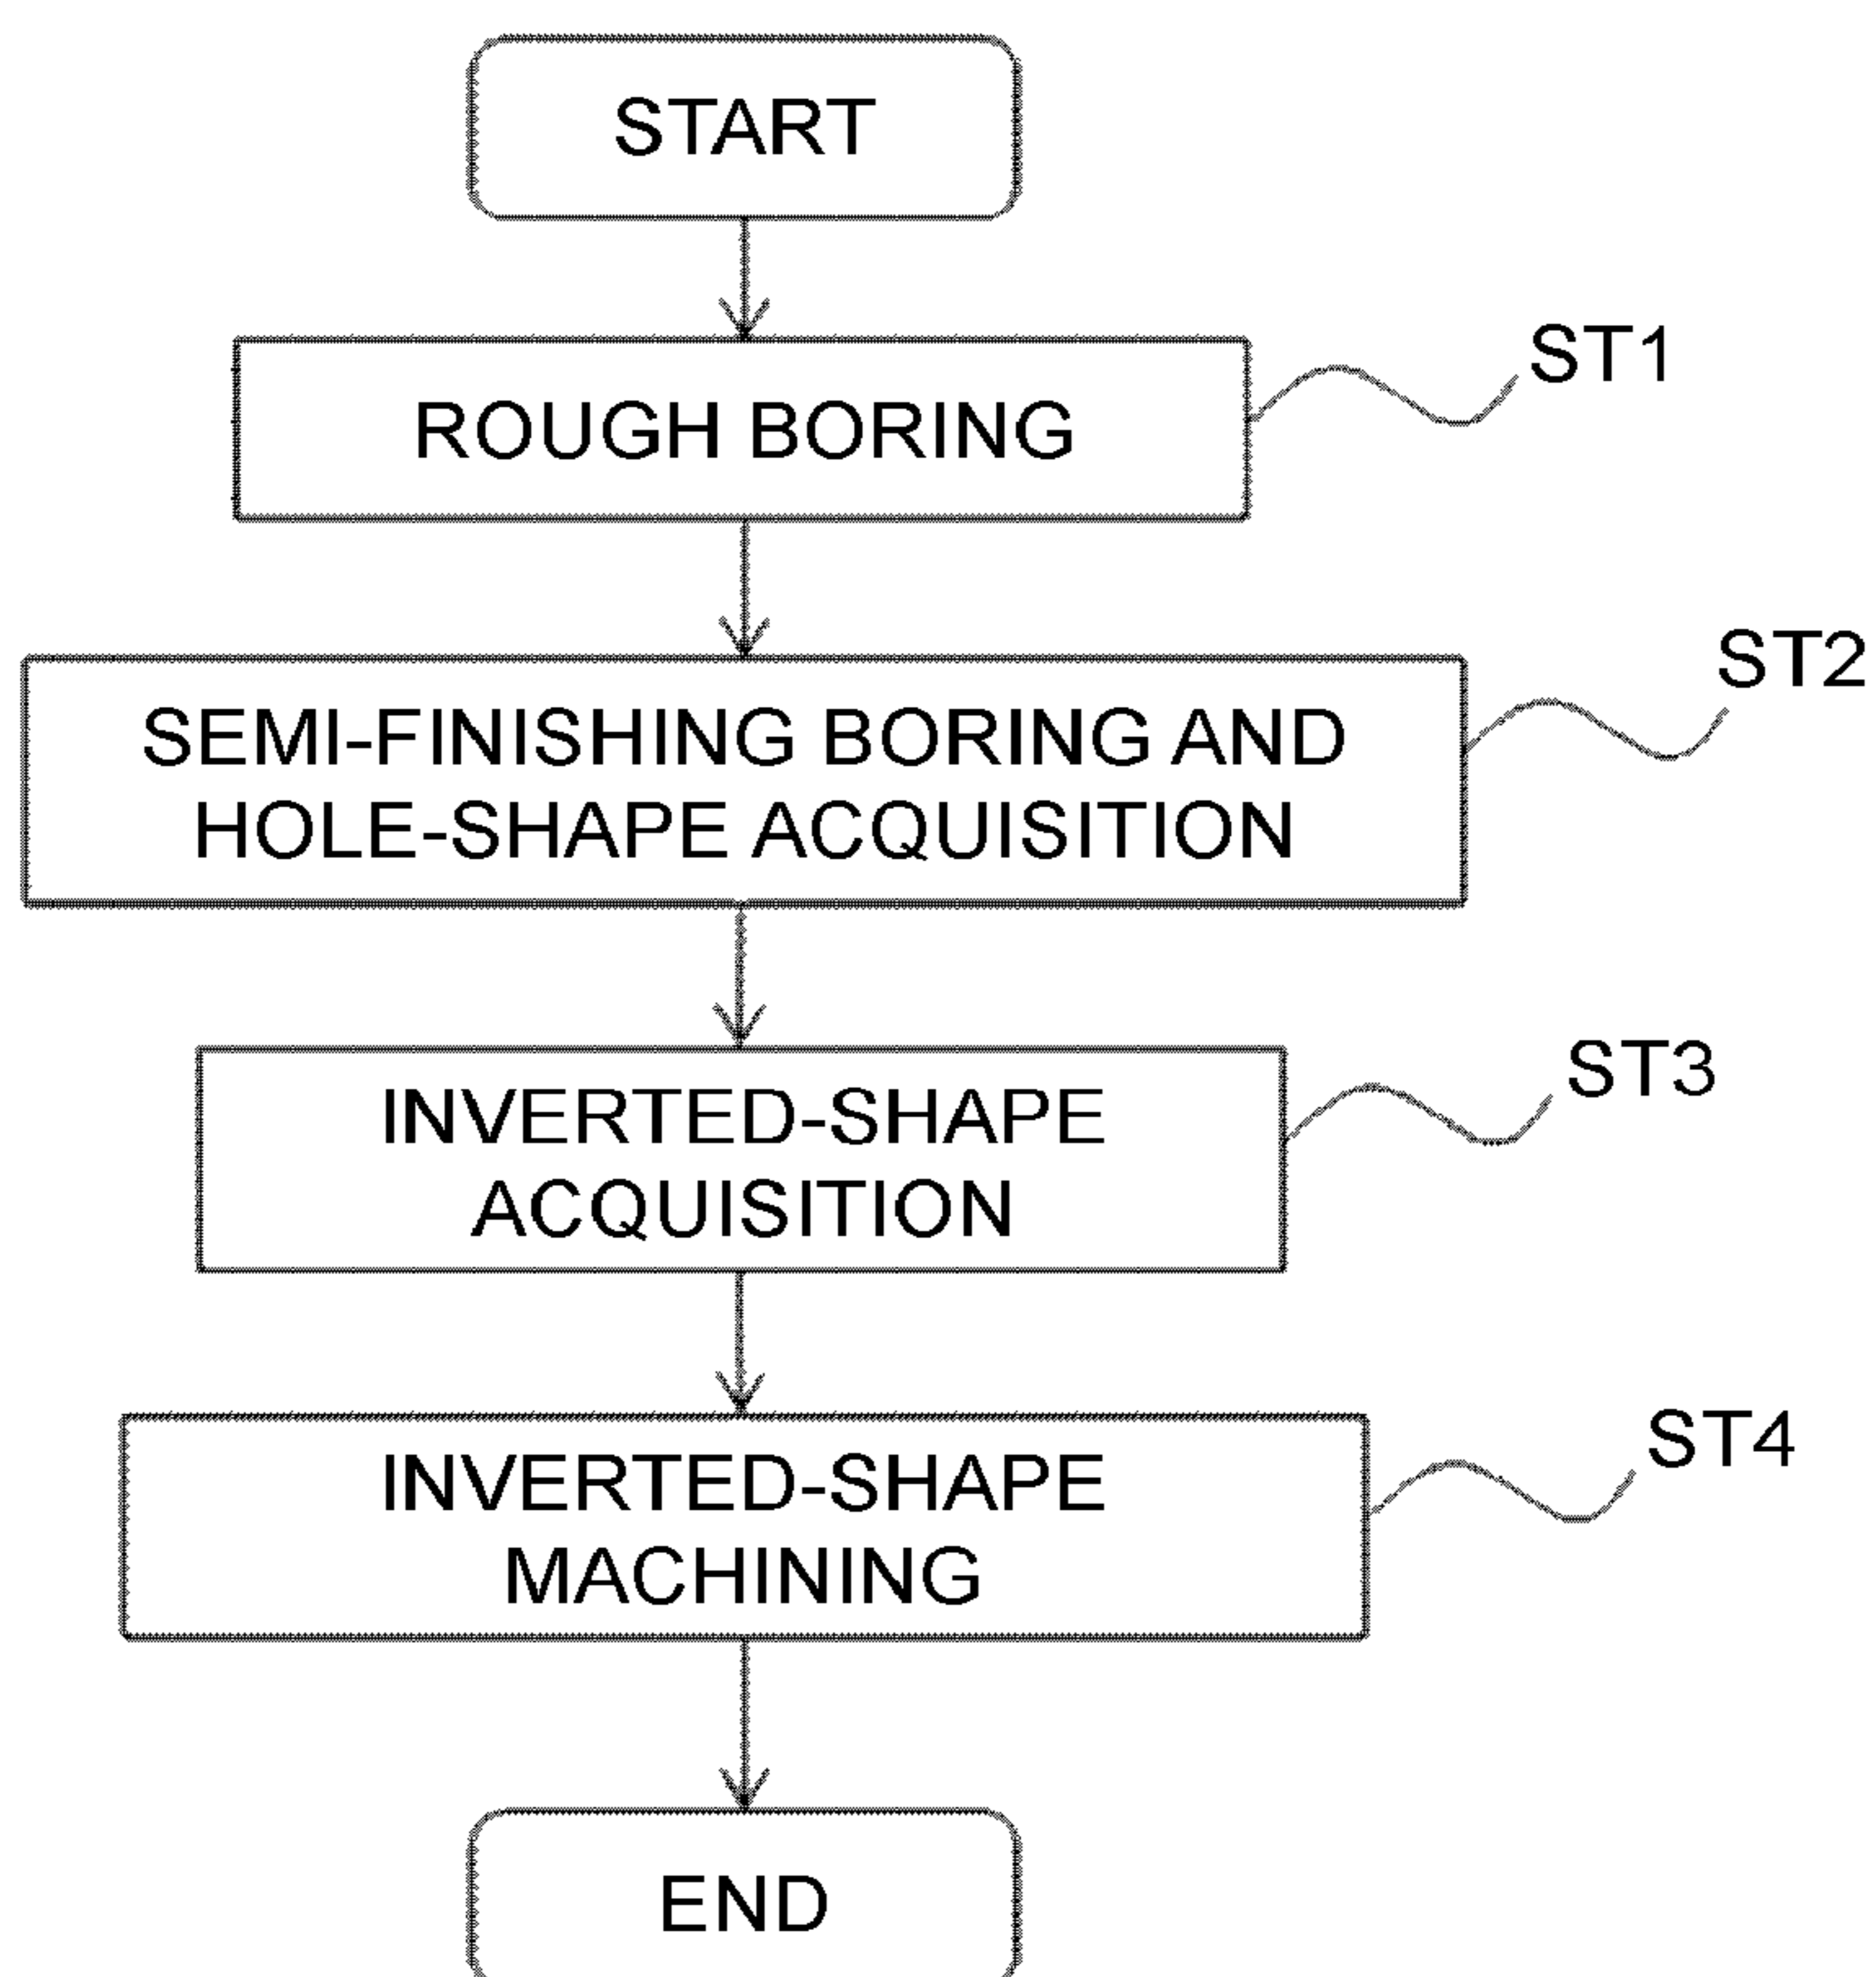 START
ROUGH BORING
ST1
SEMI-FINISHING BORING AND
HOLE-SHAPE ACQUISITION
ST2
INVERTED-SHAPE
ACQUISITION
ST3
INVERTED-SHAPE
MACHINING
ST4
END